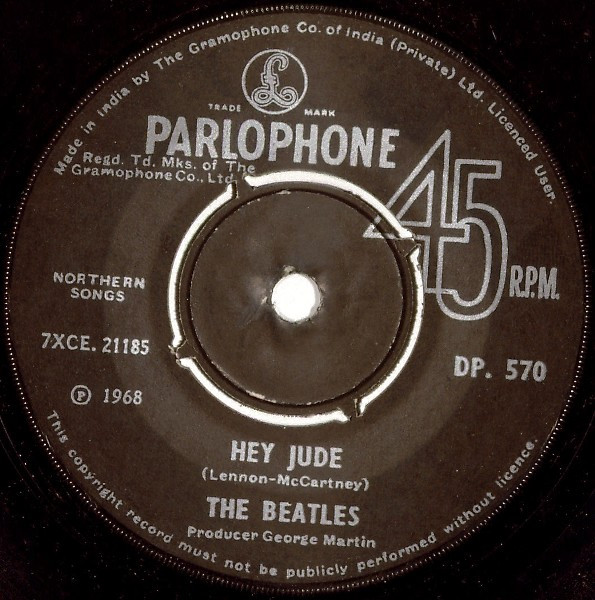 Made in India by The Gramophone Co. of India (Private) Ltd. Licenced User.
£
TRADE MARK
PARLOPHONE
Regd. Td. Mks. of The
Gramophone Co., Ltd.
45
R.P.M.
NORTHERN
SONGS
7XCE. 21185
DP. 570
℗ 1968
HEY JUDE
(Lennon-McCartney)
THE BEATLES
Producer George Martin
This copyright record must not be publicly performed without licence.